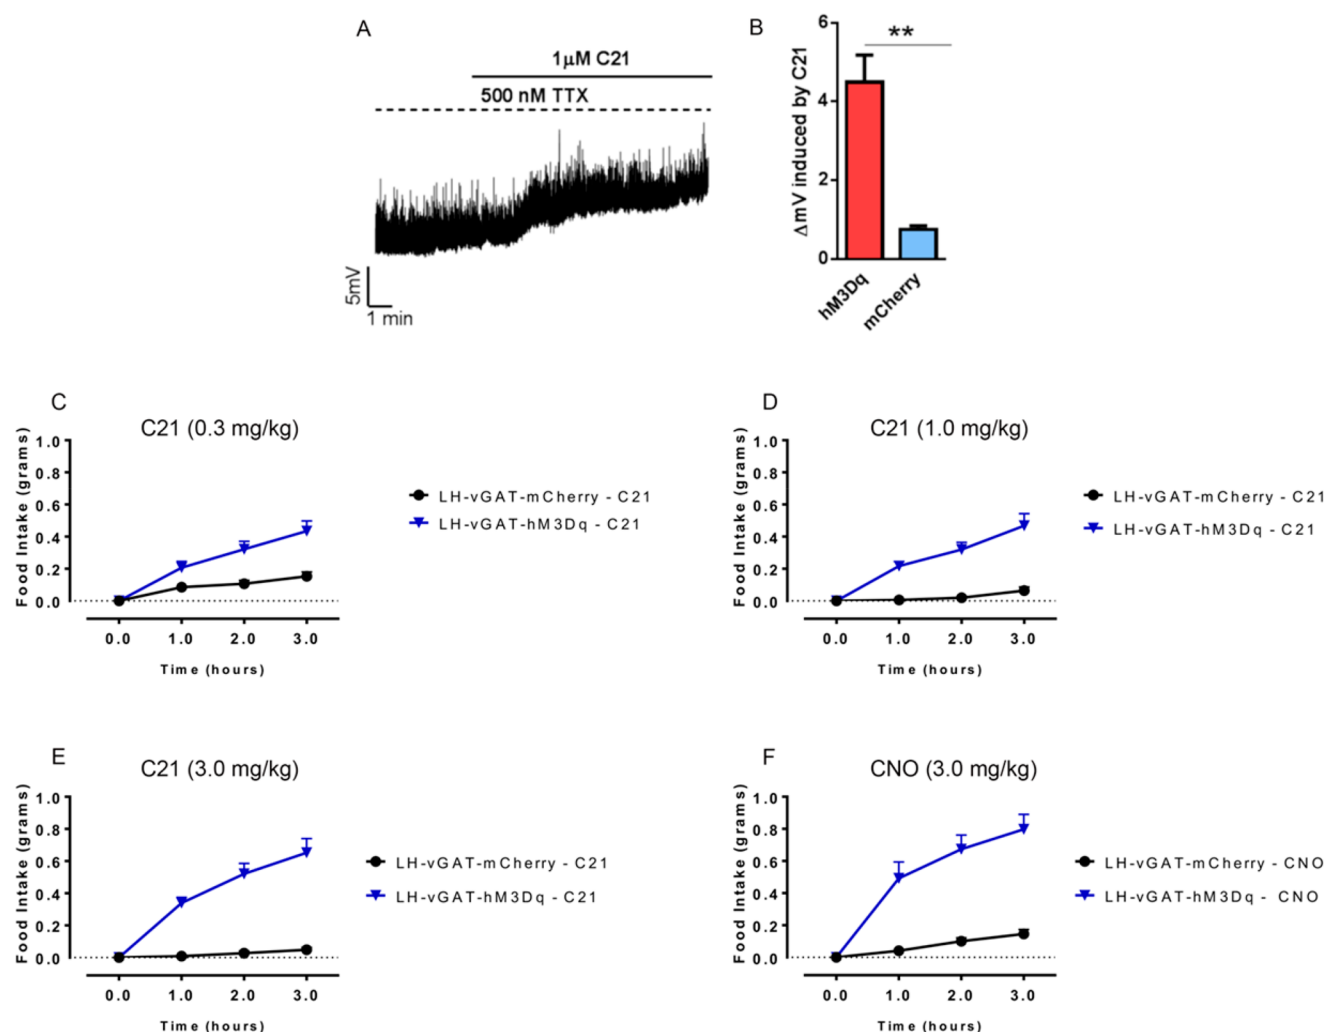 A
1μM C21
500 nM TTX
5mV
1 min
B
ΔmV induced by C21
6
4
2
0
**
hM3Dq
mCherry
C
C21 (0.3 mg/kg)
Food Intake (grams)
1.0
0.8
0.6
0.4
0.2
0.0
0.0 1.0 2.0 3.0
Time (hours)
LH-vGAT-mCherry - C21
LH-vGAT-hM3Dq - C21
D
C21 (1.0 mg/kg)
Food Intake (grams)
1.0
0.8
0.6
0.4
0.2
0.0
0.0 1.0 2.0 3.0
Time (hours)
LH-vGAT-mCherry - C21
LH-vGAT-hM3Dq - C21
E
C21 (3.0 mg/kg)
Food Intake (grams)
1.0
0.8
0.6
0.4
0.2
0.0
0.0 1.0 2.0 3.0
Time (hours)
LH-vGAT-mCherry - C21
LH-vGAT-hM3Dq - C21
F
CNO (3.0 mg/kg)
Food Intake (grams)
1.0
0.8
0.6
0.4
0.2
0.0
0.0 1.0 2.0 3.0
Time (hours)
LH-vGAT-mCherry - CNO
LH-vGAT-hM3Dq - CNO